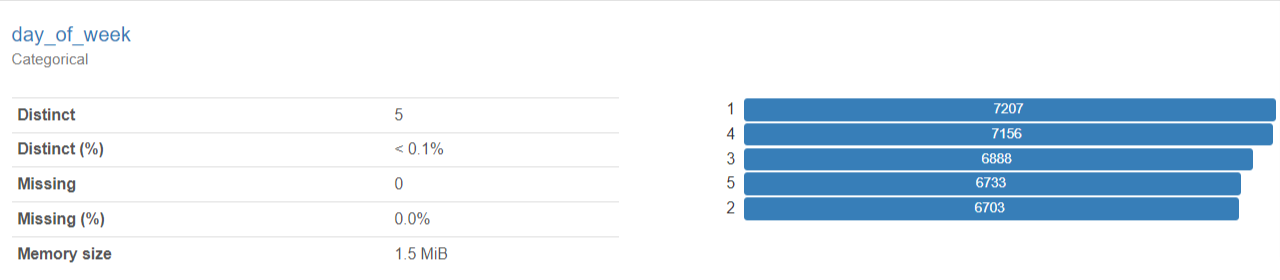 day_of_week
Categorical
Distinct 5
Distinct (%) < 0.1%
Missing 0
Missing (%) 0.0%
Memory size 1.5 MiB
1 7207
4 7156
3 6888
5 6733
2 6703